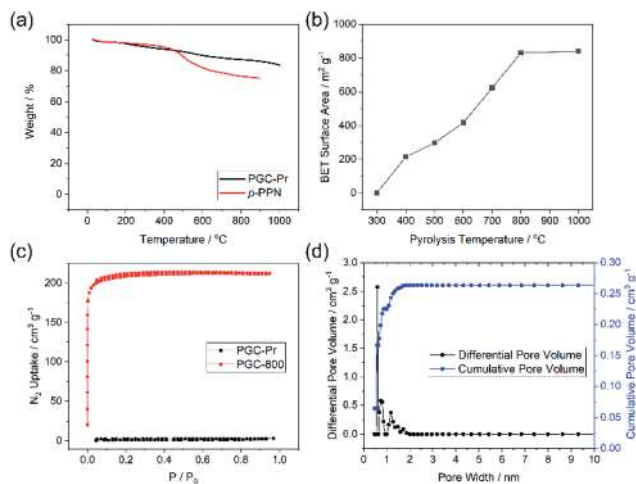 (a)
100
80
60
40
20
0
Weight / %
PGC-Pr
p-PPN
0 200 400 600 800 1000
Temperature / °C
(b)
1000
800
600
400
200
0
BET Surface Area / m² g⁻¹
300 400 500 600 700 800 1000
Pyrolysis Temperature / °C
(c)
200
150
100
50
0
N₂ Uptake / cm³ g⁻¹
PGC-Pr
PGC-800
0.0 0.2 0.4 0.6 0.8 1.0
P / P₀
(d)
3.0
2.5
2.0
1.5
1.0
0.5
0.0
Differential Pore Volume / cm³ g⁻¹
Differential Pore Volume
Cumulative Pore Volume
0.30
0.25
0.20
0.15
0.10
0.05
0.00
Cumulative Pore Volume / cm³ g⁻¹
0 1 2 3 4 5 6 7 8 9 10
Pore Width / nm